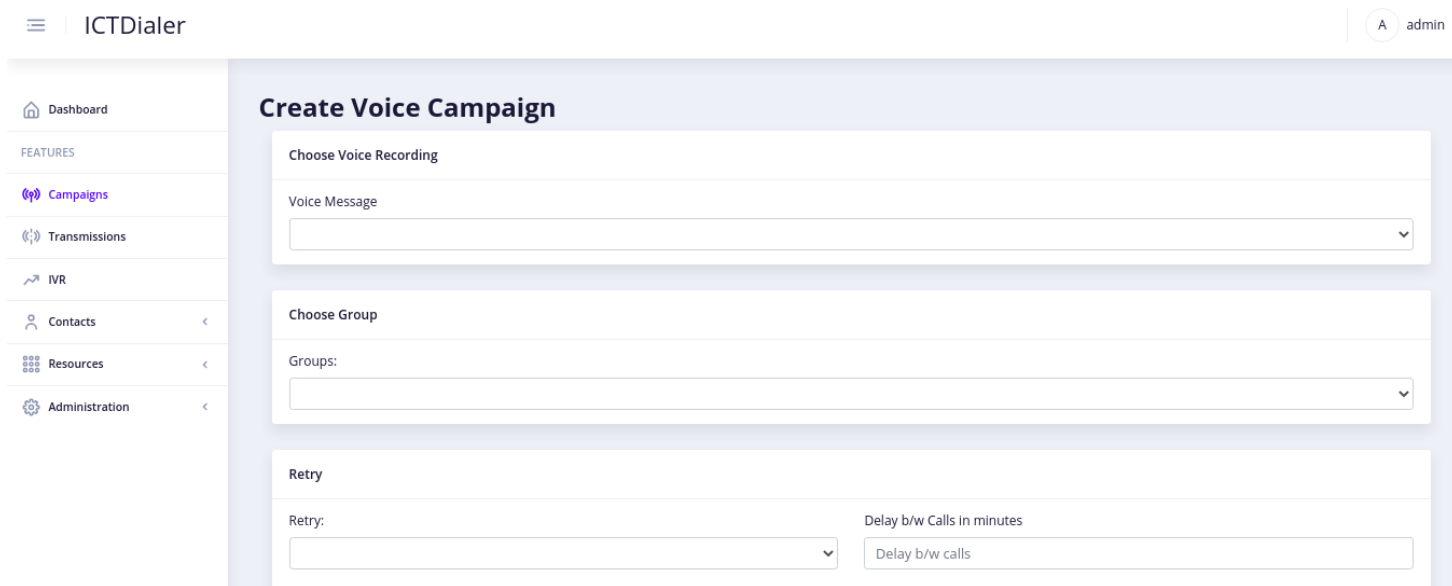 ICTDialer
A admin
Dashboard
FEATURES
Campaigns
Transmissions
IVR
Contacts
Resources
Administration
Create Voice Campaign
Choose Voice Recording
Voice Message
Choose Group
Groups:
Retry
Retry:
Delay b/w Calls in minutes
Delay b/w calls